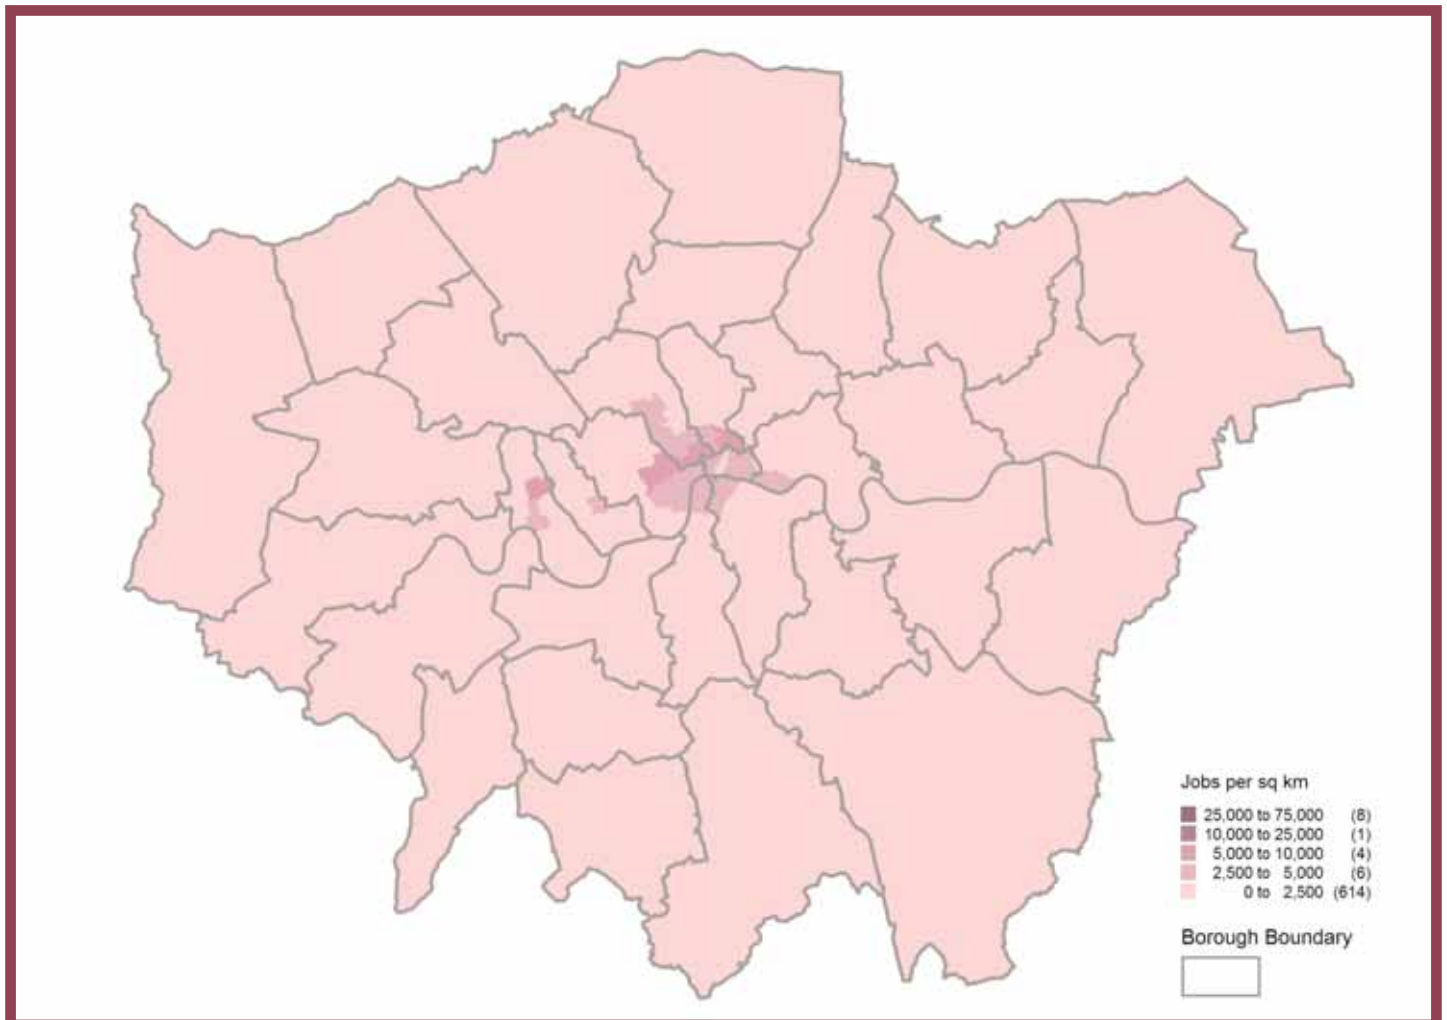 Jobs per sq km
25,000 to 75,000 (8)
10,000 to 25,000 (1)
5,000 to 10,000 (4)
2,500 to 5,000 (6)
0 to 2,500 (614)
Borough Boundary